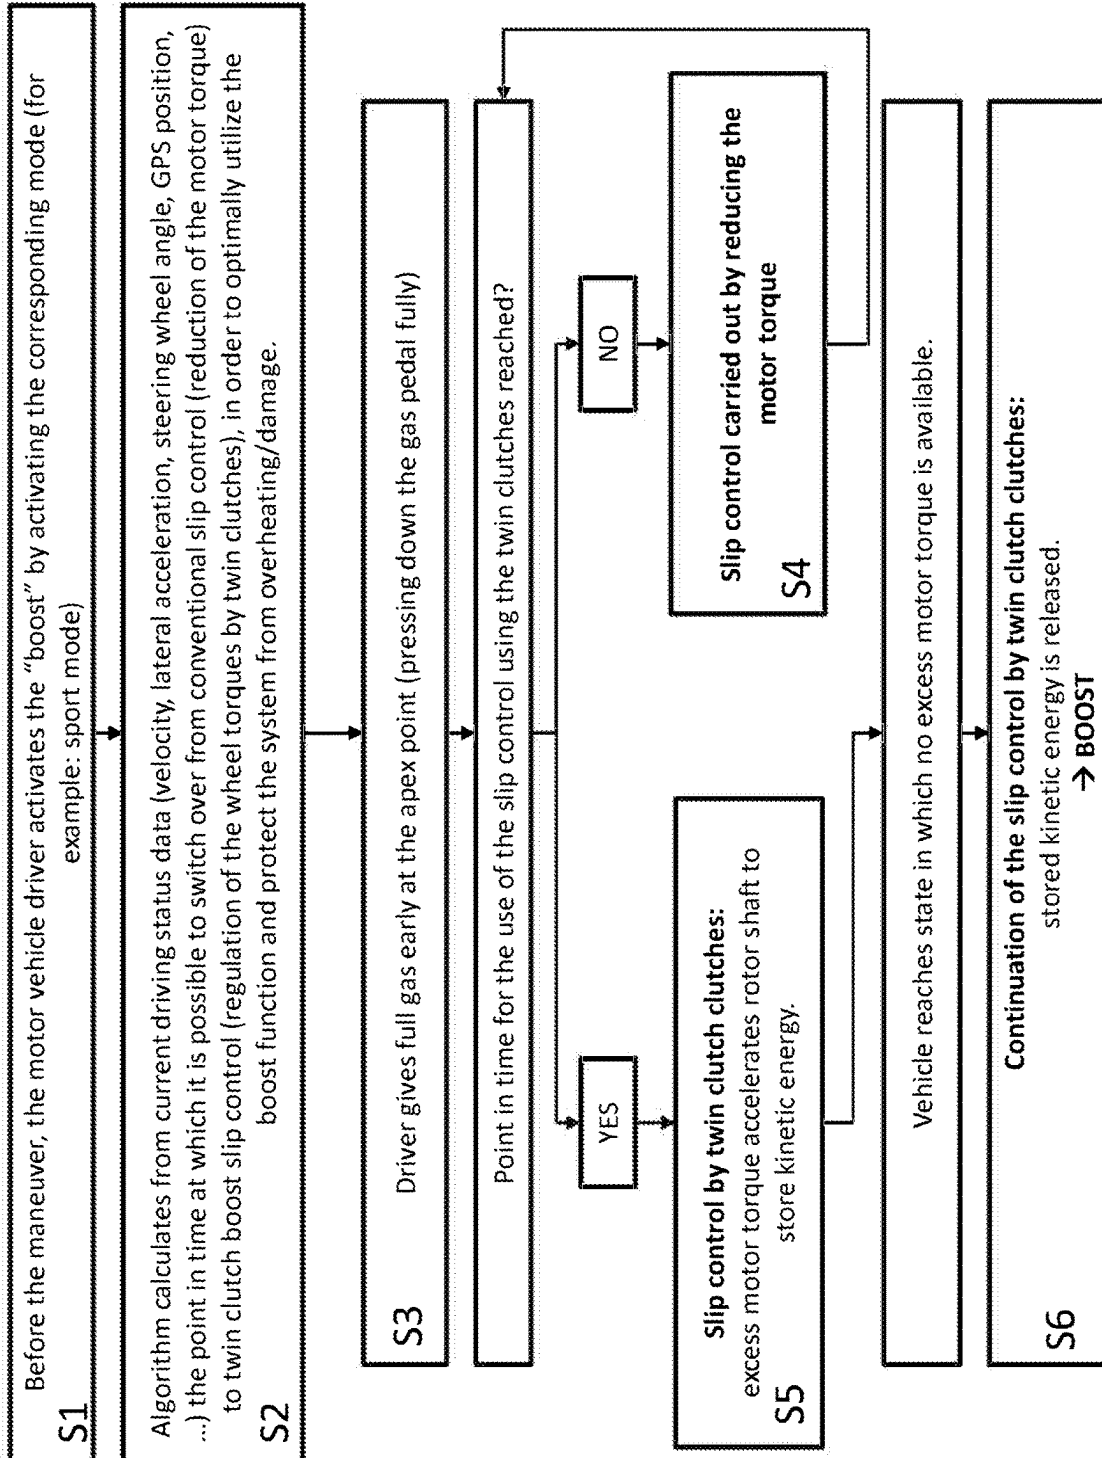 Before the maneuver, the motor vehicle driver activates the "boost" by activating the corresponding mode (for
example: sport mode)
S1
Algorithm calculates from current driving status data (velocity, lateral acceleration, steering wheel angle, GPS position,
...) the point in time at which it is possible to switch over from conventional slip control (reduction of the motor torque)
to twin clutch boost slip control (regulation of the wheel torques by twin clutches), in order to optimally utilize the
boost function and protect the system from overheating/damage.
S2
Driver gives full gas early at the apex point (pressing down the gas pedal fully)
S3
Point in time for the use of the slip control using the twin clutches reached?
YES
NO
Slip control by twin clutch clutches:
excess motor torque accelerates rotor shaft to
store kinetic energy.
S5
Slip control carried out by reducing the
motor torque
S4
Vehicle reaches state in which no excess motor torque is available.
Continuation of the slip control by twin clutch clutches:
stored kinetic energy is released.
→ BOOST
S6